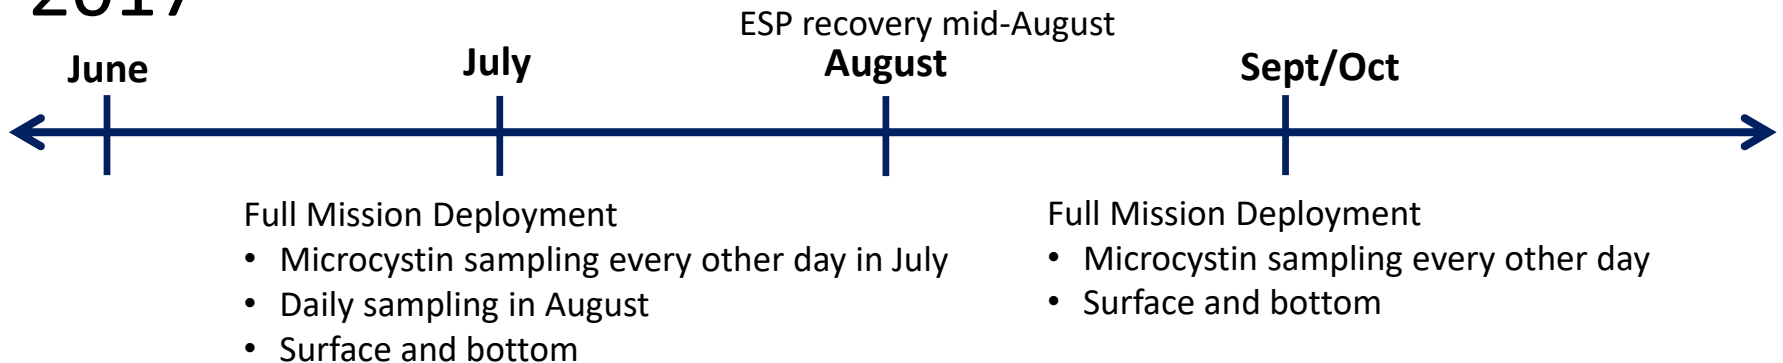 2017
ESP recovery mid-August
June
July
August
Sept/Oct
Full Mission Deployment
• Microcystin sampling every other day in July
• Daily sampling in August
• Surface and bottom
Full Mission Deployment
• Microcystin sampling every other day
• Surface and bottom